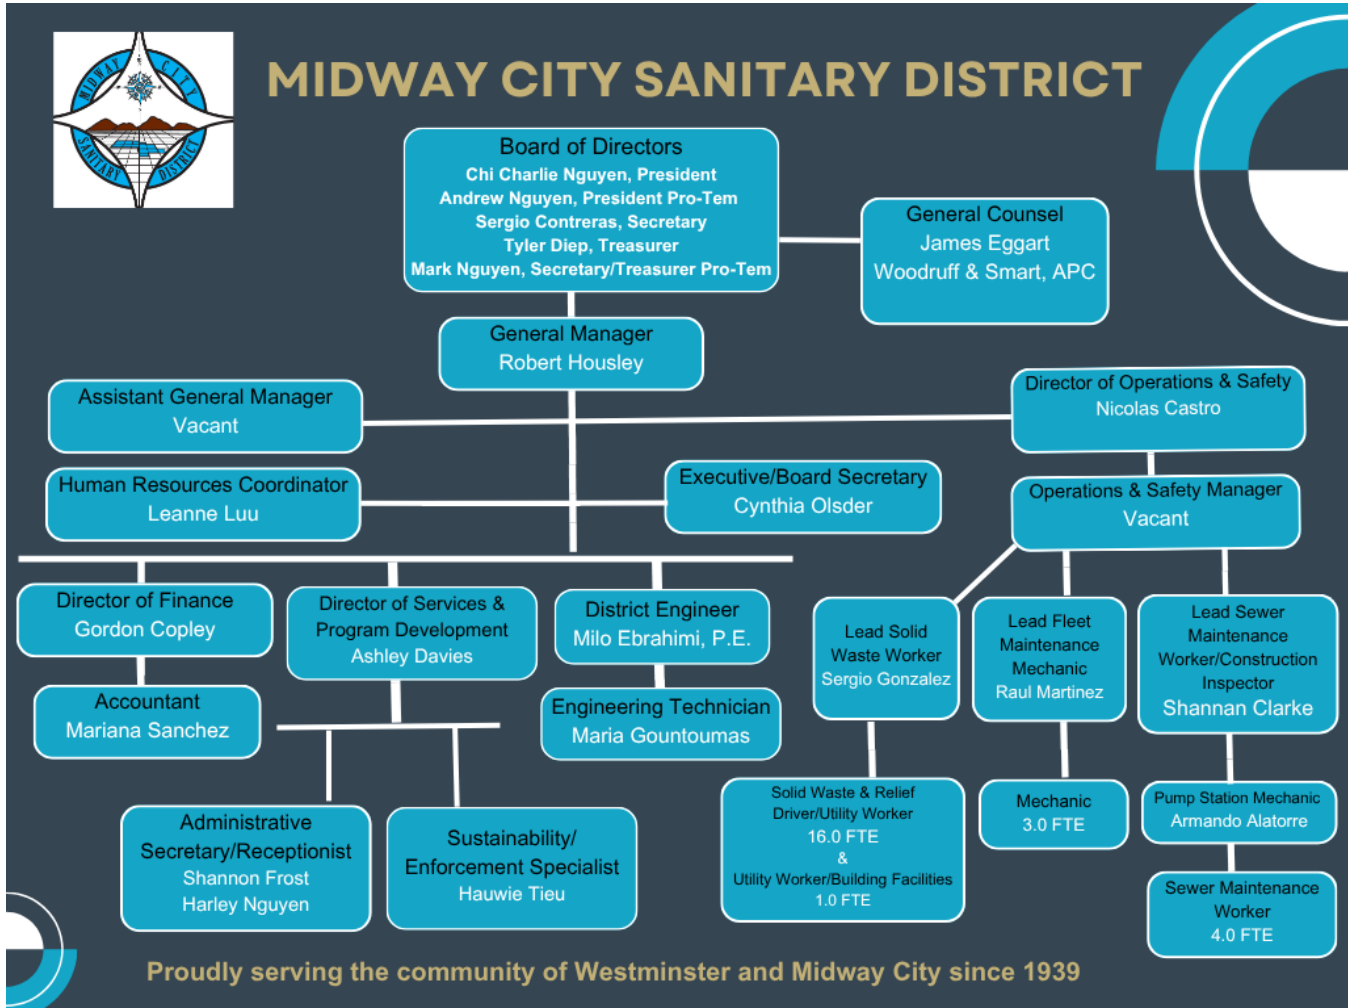 MIDWAY CITY
SANITARY DISTRICT
MIDWAY CITY SANITARY DISTRICT
Board of Directors
Chi Charlie Nguyen, President
Andrew Nguyen, President Pro-Tem
Sergio Contreras, Secretary
Tyler Diep, Treasurer
Mark Nguyen, Secretary/Treasurer Pro-Tem
General Counsel
James Eggart
Woodruff & Smart, APC
General Manager
Robert Housley
Assistant General Manager
Vacant
Director of Operations & Safety
Nicolas Castro
Human Resources Coordinator
Leanne Luu
Executive/Board Secretary
Cynthia Olsder
Operations & Safety Manager
Vacant
Director of Finance
Gordon Copley
Director of Services &
Program Development
Ashley Davies
District Engineer
Milo Ebrahimi, P.E.
Lead Solid
Waste Worker
Sergio Gonzalez
Lead Fleet
Maintenance
Mechanic
Raul Martinez
Lead Sewer
Maintenance
Worker/Construction
Inspector
Shannan Clarke
Accountant
Mariana Sanchez
Engineering Technician
Maria Gountoumas
Solid Waste & Relief
Driver/Utility Worker
16.0 FTE
&
Utility Worker/Building Facilities
1.0 FTE
Mechanic
3.0 FTE
Pump Station Mechanic
Armando Alatorre
Administrative
Secretary/Receptionist
Shannon Frost
Harley Nguyen
Sustainability/
Enforcement Specialist
Hauwie Tieu
Sewer Maintenance
Worker
4.0 FTE
Proudly serving the community of Westminster and Midway City since 1939